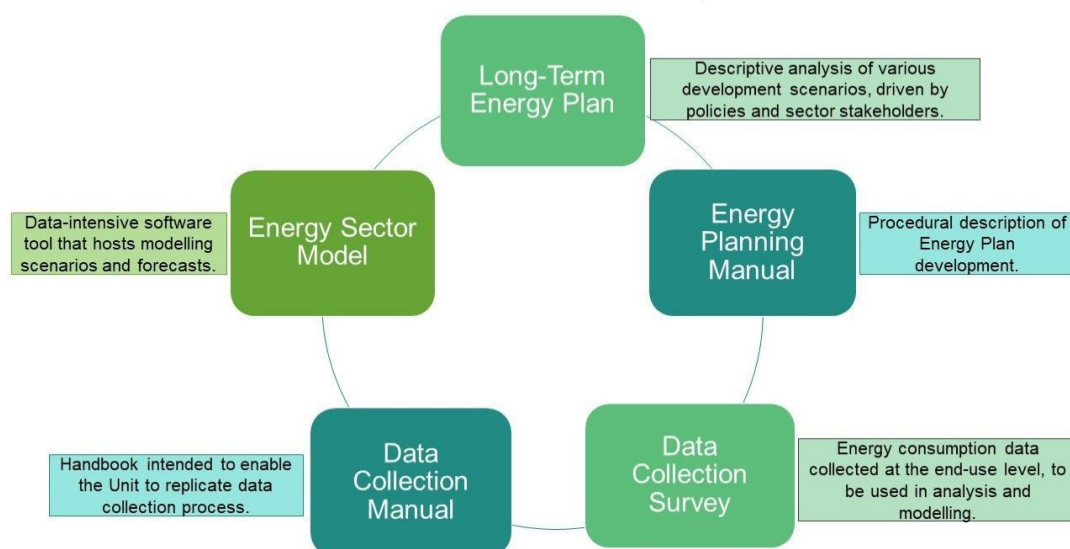 Long-Term
Energy Plan
Descriptive analysis of various
development scenarios, driven by
policies and sector stakeholders.
Energy
Planning
Manual
Procedural description of
Energy Plan
development.
Data
Collection
Survey
Energy consumption data
collected at the end-use level, to
be used in analysis and
modelling.
Data
Collection
Manual
Handbook intended to enable
the Unit to replicate data
collection process.
Energy Sector
Model
Data-intensive software
tool that hosts modelling
scenarios and forecasts.